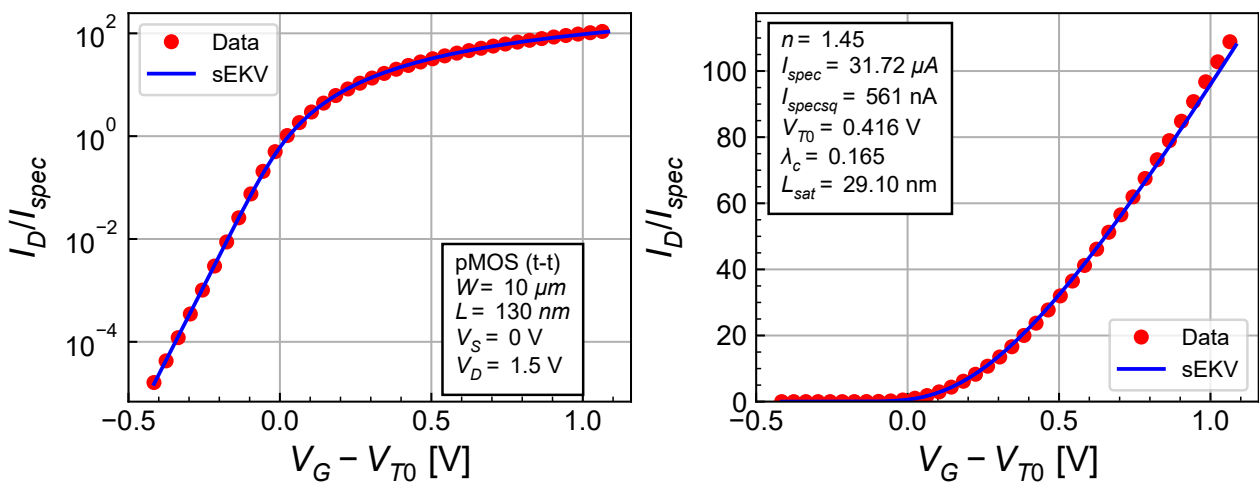 10^2
10^0
10^−2
10^−4
I_D/I_spec
Data
sEKV
pMOS (t-t)
W = 10 μm
L = 130 nm
V_S = 0 V
V_D = 1.5 V
−0.5 0.0 0.5 1.0
V_G − V_T0 [V]
100
80
60
40
20
0
I_D/I_spec
n = 1.45
I_spec = 31.72 μA
I_specsq = 561 nA
V_T0 = 0.416 V
λ_c = 0.165
L_sat = 29.10 nm
Data
sEKV
−0.5 0.0 0.5 1.0
V_G − V_T0 [V]